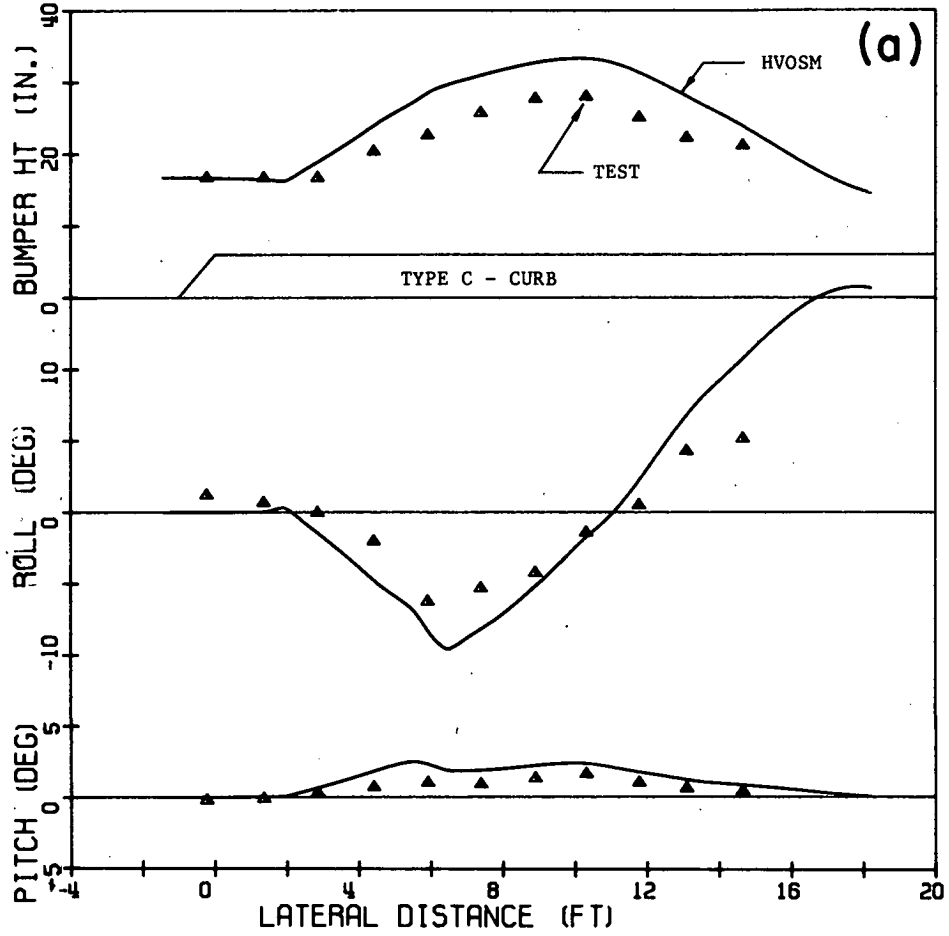 (a)
40
20
0
BUMPER HT (IN.)
HVOSM
TEST
TYPE C - CURB
10
0
-10
ROLL (DEG)
5
0
-5
PITCH (DEG)
-4
0
4
8
12
16
20
LATERAL DISTANCE (FT)